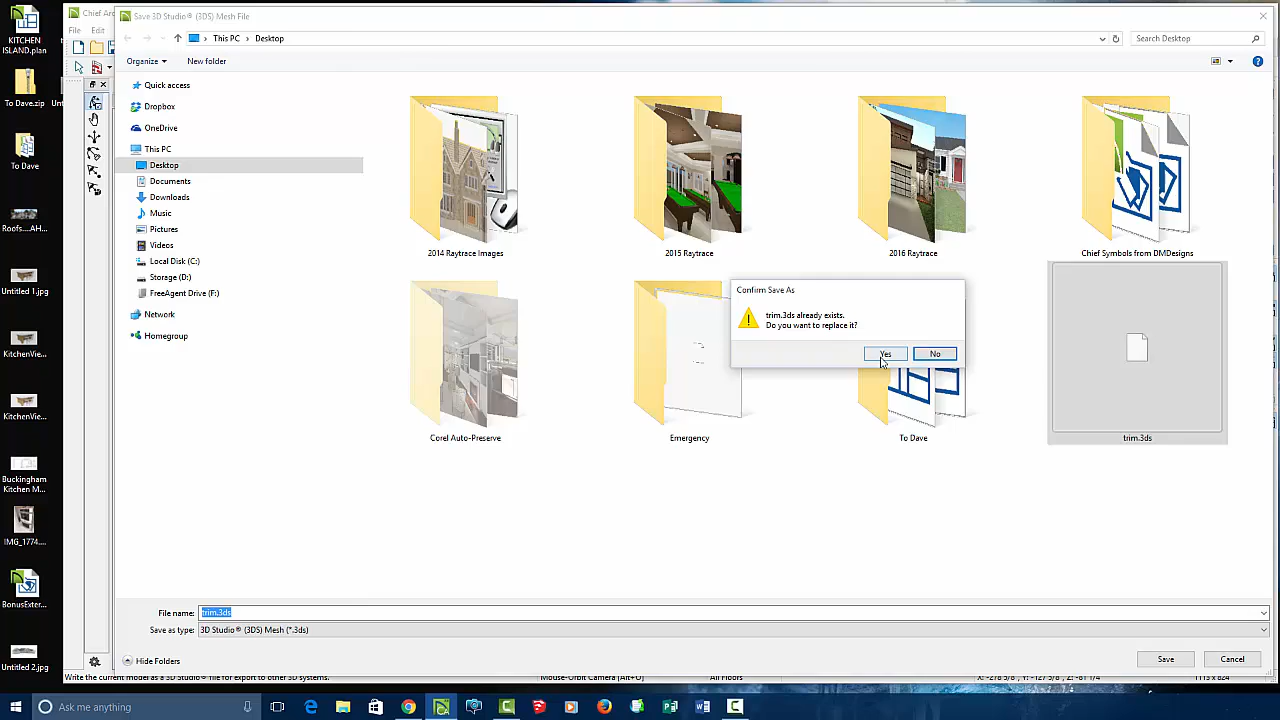 KITCHEN
ISLAND.plan
To Dave.zip
To Dave
Roofs....AH...
Untitled 1.jpg
KitchenVie...
KitchenVie...
Buckingham
Kitchen M...
IMG_1774....
BonusExter...
Untitled 2.jpg
Chief Ar
File
Edit
Save 3D Studio® (3DS) Mesh File
This PC > Desktop
Search Desktop
Organize
New folder
Quick access
Dropbox
OneDrive
This PC
Desktop
Documents
Downloads
Music
Pictures
Videos
Local Disk (C:)
Storage (D:)
FreeAgent Drive (F:)
Network
Homegroup
2014 Raytrace Images
2015 Raytrace
2016 Raytrace
Chief Symbols from DMDesigns
Corel Auto-Preserve
Emergency
To Dave
trim.3ds
Confirm Save As
trim.3ds already exists.
Do you want to replace it?
Yes
No
File name:
trim.3ds
Save as type:
3D Studio® (3DS) Mesh (*.3ds)
Hide Folders
Save
Cancel
Write the current model as a 3D Studio® file for export to other 3D systems.
Mouse-Orbit Camera [Alt+O]
All Floors
Ask me anything